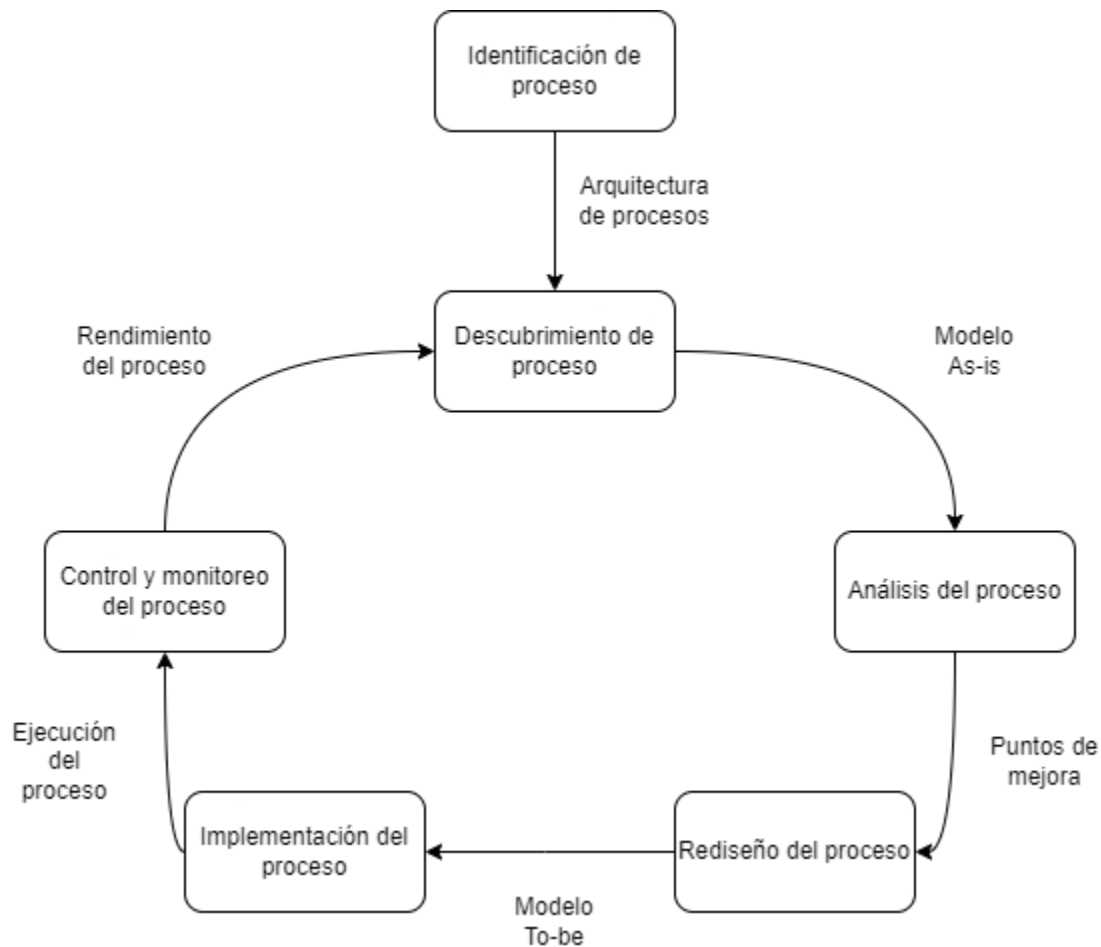 Identificación de
proceso
Arquitectura
de procesos
Rendimiento
del proceso
Descubrimiento de
proceso
Modelo
As-is
Control y monitoreo
del proceso
Análisis del proceso
Ejecución
del
proceso
Puntos de
mejora
Implementación del
proceso
Rediseño del proceso
Modelo
To-be